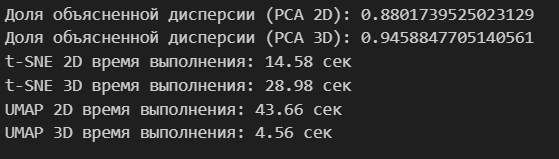 Доля объясненной дисперсии (PCA 2D): 0.8801739525023129
Доля объясненной дисперсии (PCA 3D): 0.9458847705140561
t-SNE 2D время выполнения: 14.58 сек
t-SNE 3D время выполнения: 28.98 сек
UMAP 2D время выполнения: 43.66 сек
UMAP 3D время выполнения: 4.56 сек